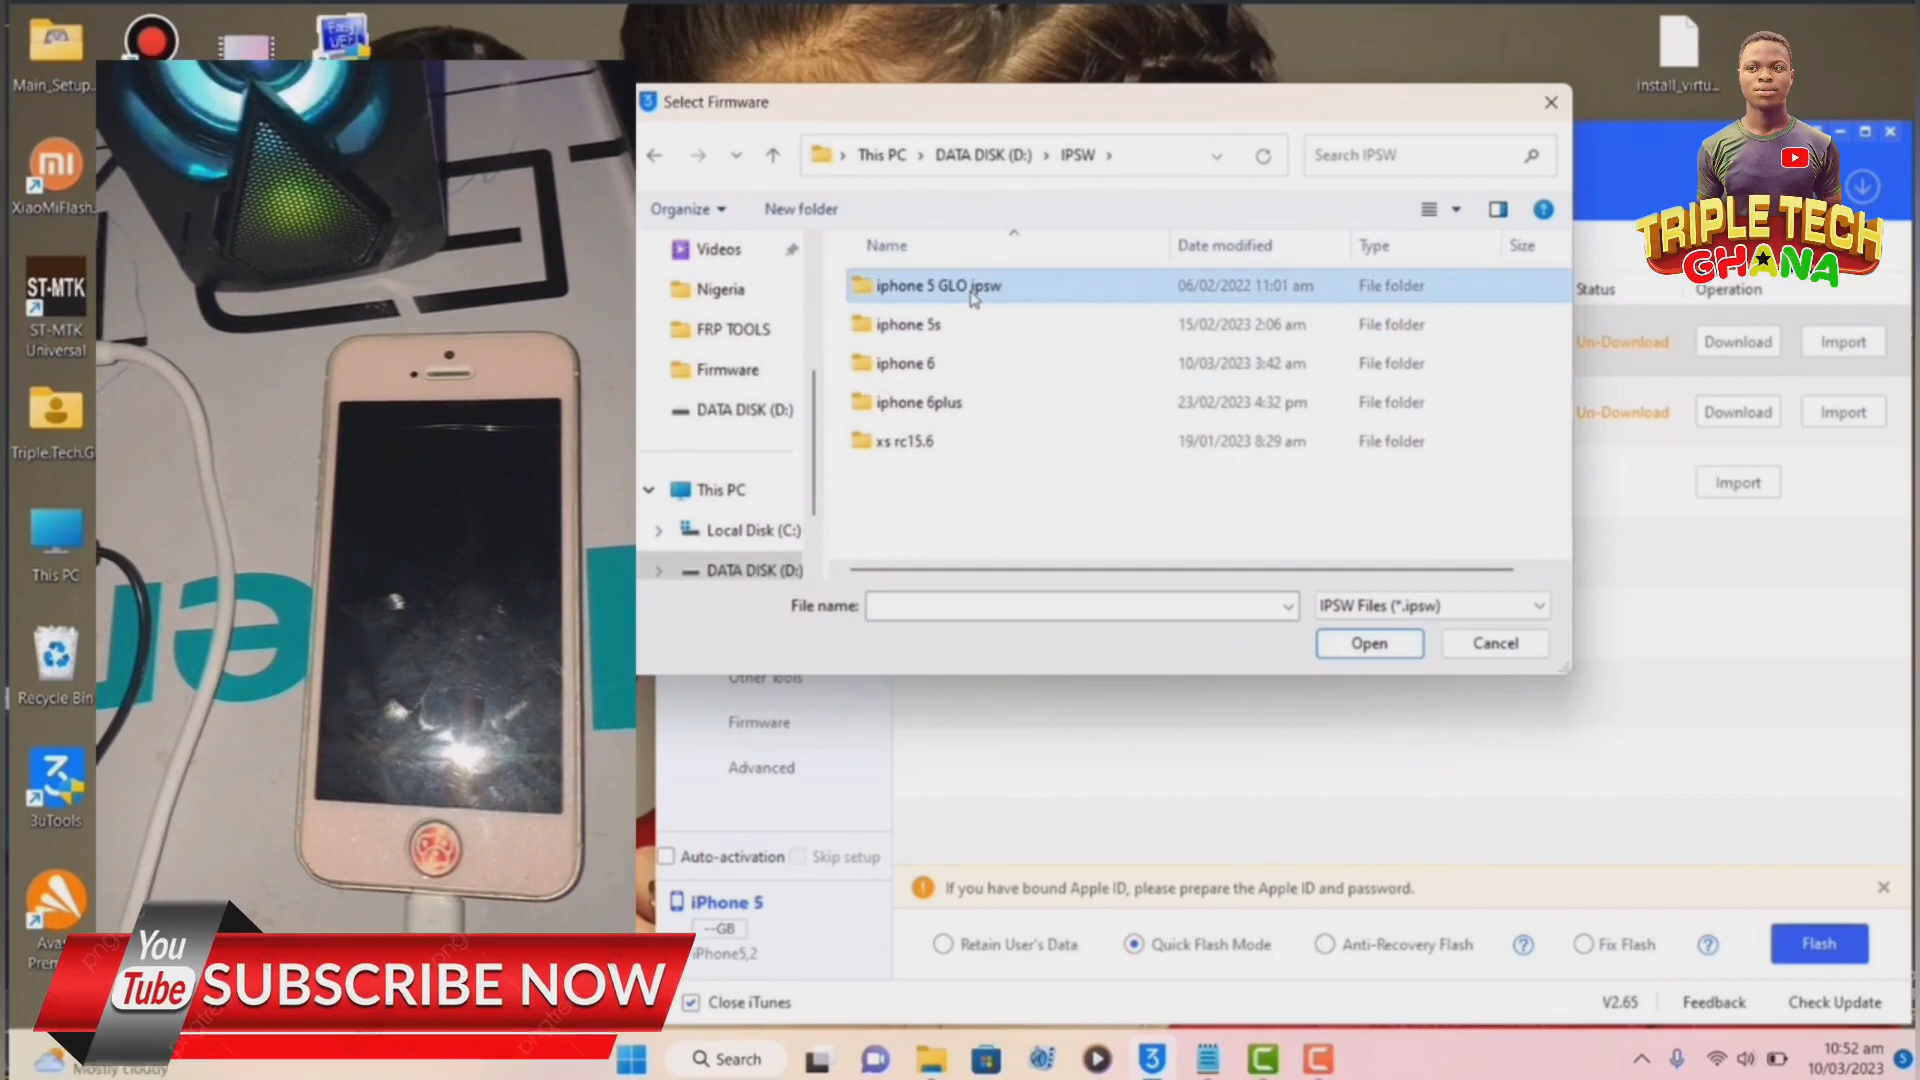 Main_Setup...
install_virtu...
Select Firmware
This PC
DATA DISK (D:)
IPSW
Search IPSW
Organize
New folder
Name
Date modified
Type
Size
Videos
iphone 5 GLO ipsw
06/02/2022 11:01 am
File folder
Nigeria
iphone 5s
15/02/2023 2:06 am
File folder
FRP TOOLS
iphone 6
10/03/2023 3:42 am
File folder
Firmware
iphone 6plus
23/02/2023 4:32 pm
File folder
DATA DISK (D:)
xs rc15.6
19/01/2023 8:29 am
File folder
This PC
Local Disk (C:)
DATA DISK (D:)
File name:
IPSW Files (*.ipsw)
Open
Cancel
TRIPLE TECH
GHANA
Status
Operation
Un-Download
Download
Import
Un-Download
Download
Import
Import
XiaoMiFlash.
ST-MTK
ST-MTK
Universal
Triple.Tech.G
This PC
Recycle Bin
3uTools
Other Tools
Firmware
Advanced
Auto-activation
Skip setup
If you have bound Apple ID, please prepare the Apple ID and password.
iPhone 5
--GB
iPhone5,2
Retain User's Data
Quick Flash Mode
Anti-Recovery Flash
Fix Flash
Flash
Close iTunes
V2.65
Feedback
Check Update
You
Tube
SUBSCRIBE NOW
Mostly cloudy
Search
10:52 am
10/03/2023
5